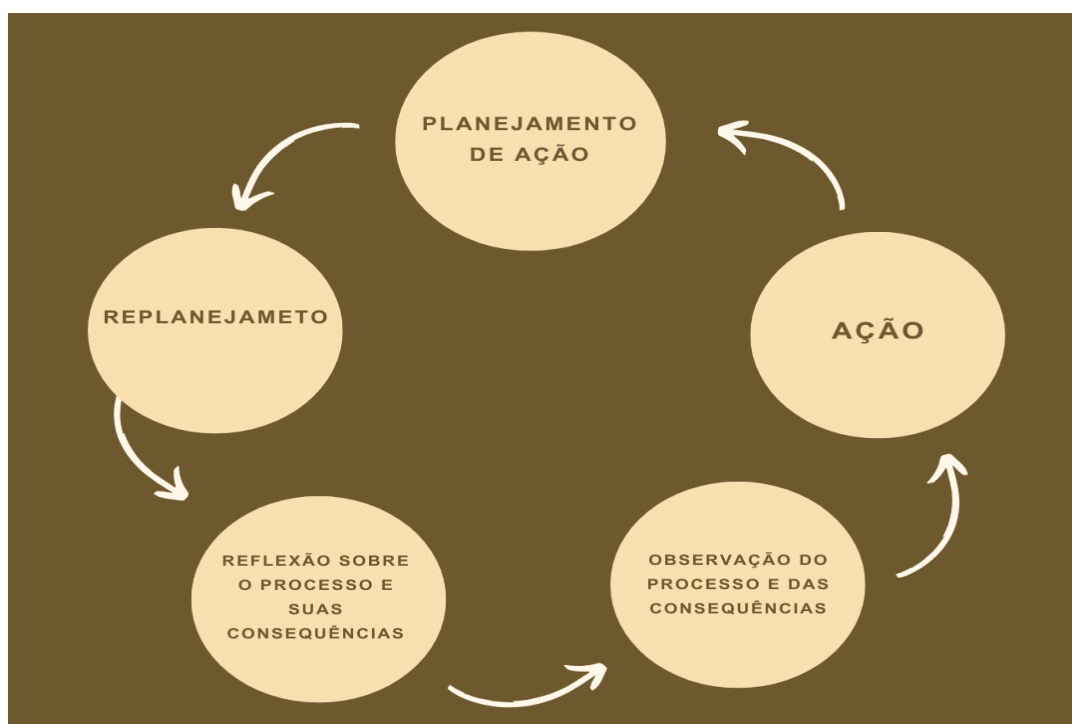 PLANEJAMENTO
DE AÇÃO
REPLANEJAMETO
AÇÃO
REFLEXÃO SOBRE
O PROCESSO E
SUAS
CONSEQUÊNCIAS
OBSERVAÇÃO DO
PROCESSO E DAS
CONSEQUÊNCIAS